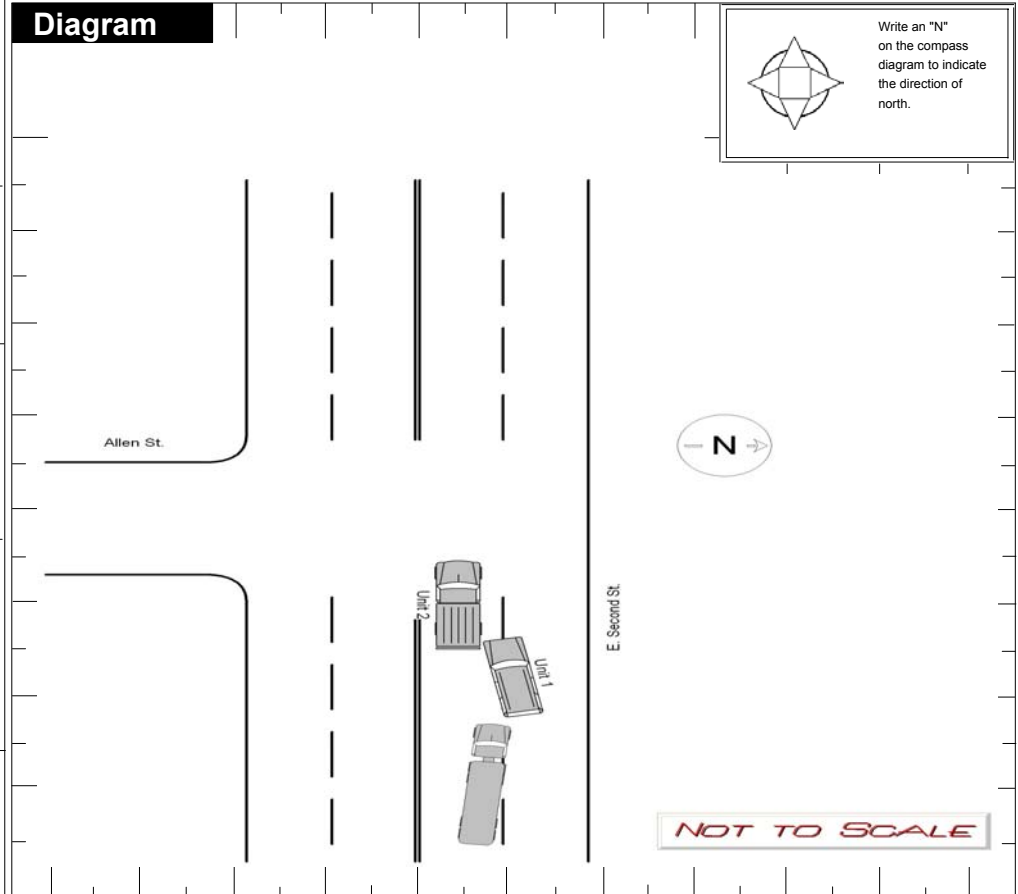 Diagram
Write an "N"
on the compass
diagram to indicate
the direction of
north.
Allen St.
N
Unit 2
E. Second St.
Unit 1
NOT TO SCALE